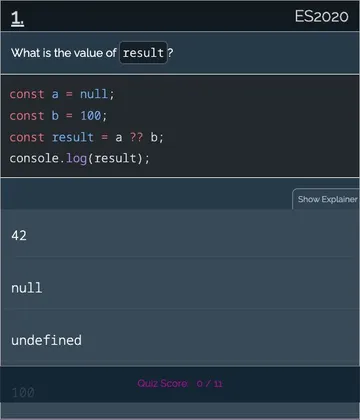 1.
ES2020
What is the value of result ?
const a = null;
const b = 100;
const result = a ?? b;
console.log(result);
Show Explainer
42
null
undefined
Quiz Score: 0 / 11
100